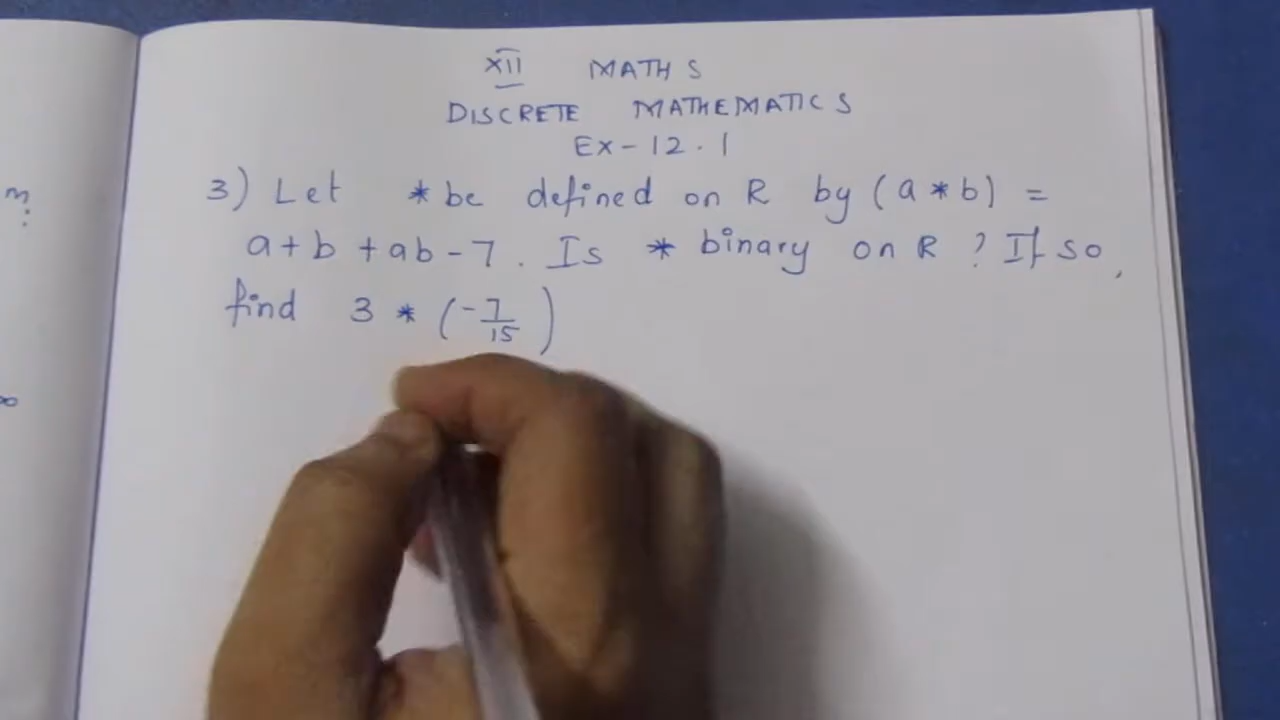 XII MATHS
DISCRETE MATHEMATICS
EX-12.1
3) Let * be defined on R by (a * b) =
a+b+ab-7. Is * binary on R? If so,
find 3 * (-7/15)
m
∞